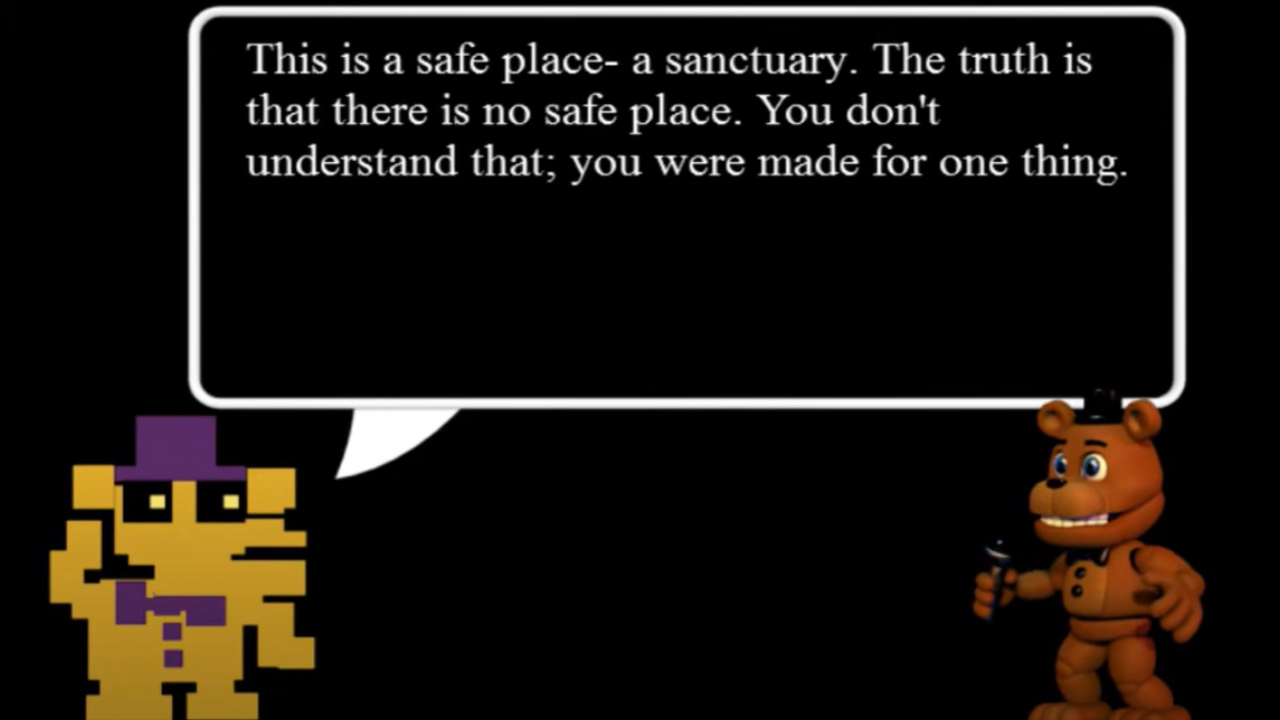 This is a safe place- a sanctuary. The truth is
that there is no safe place. You don't
understand that; you were made for one thing.